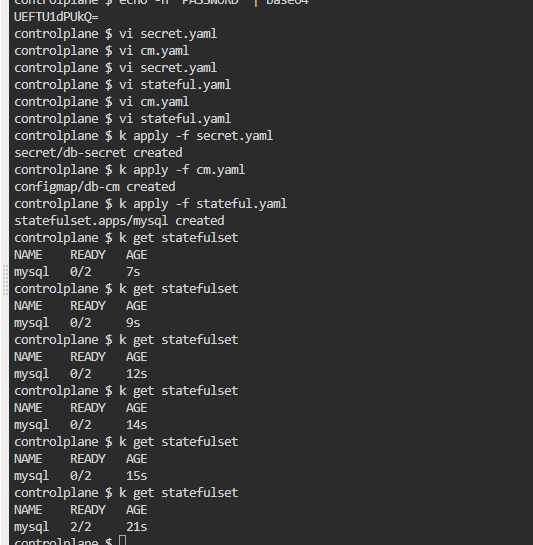 controlplane $ echo -n "PASSWORD" | base64
UEFTU1dPUkQ=
controlplane $ vi secret.yaml
controlplane $ vi cm.yaml
controlplane $ vi secret.yaml
controlplane $ vi stateful.yaml
controlplane $ vi cm.yaml
controlplane $ vi stateful.yaml
controlplane $ k apply -f secret.yaml
secret/db-secret created
controlplane $ k apply -f cm.yaml
configmap/db-cm created
controlplane $ k apply -f stateful.yaml
statefulset.apps/mysql created
controlplane $ k get statefulset
NAME    READY   AGE
mysql   0/2     7s
controlplane $ k get statefulset
NAME    READY   AGE
mysql   0/2     9s
controlplane $ k get statefulset
NAME    READY   AGE
mysql   0/2     12s
controlplane $ k get statefulset
NAME    READY   AGE
mysql   0/2     14s
controlplane $ k get statefulset
NAME    READY   AGE
mysql   0/2     15s
controlplane $ k get statefulset
NAME    READY   AGE
mysql   2/2     21s
controlplane $